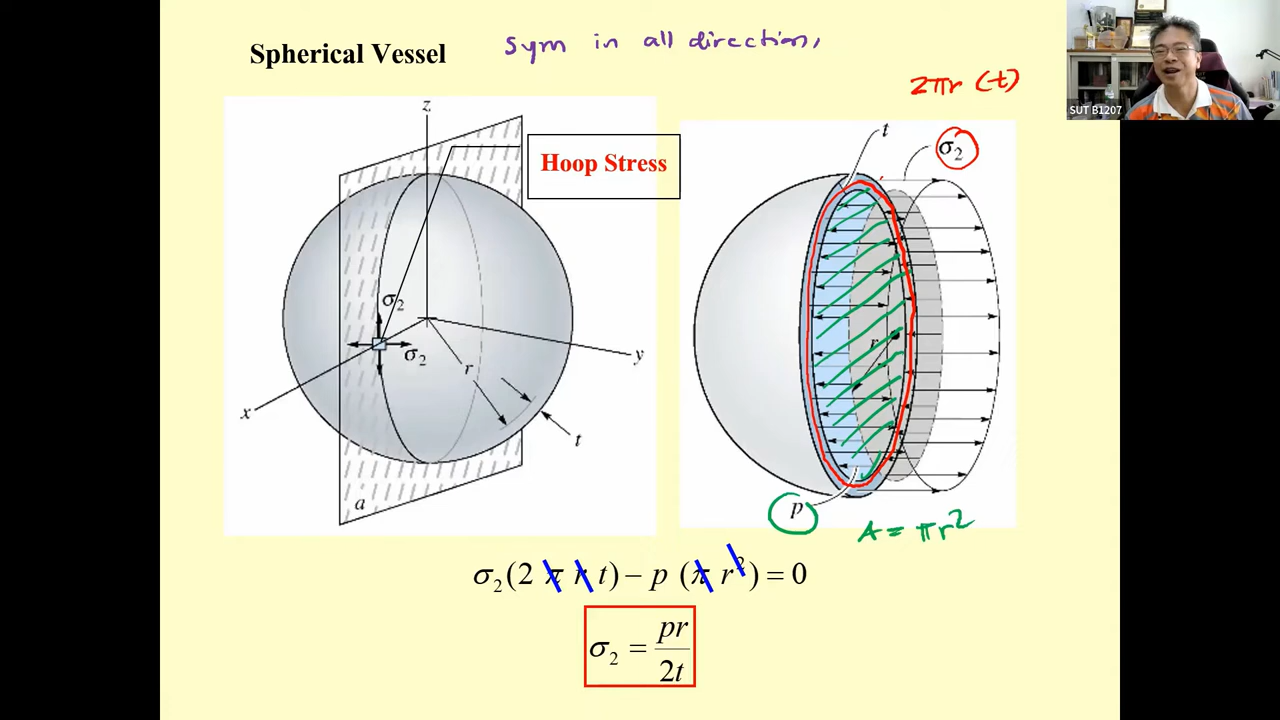 Spherical Vessel
sym in all direction,
2πr (t)
SUT B1207
Hoop Stress
z
t
σ2
σ2
σ2
r
r
y
x
t
a
p
A = πr²
σ2 (2 π r t) – p (π r²) = 0
σ2 = pr/2t